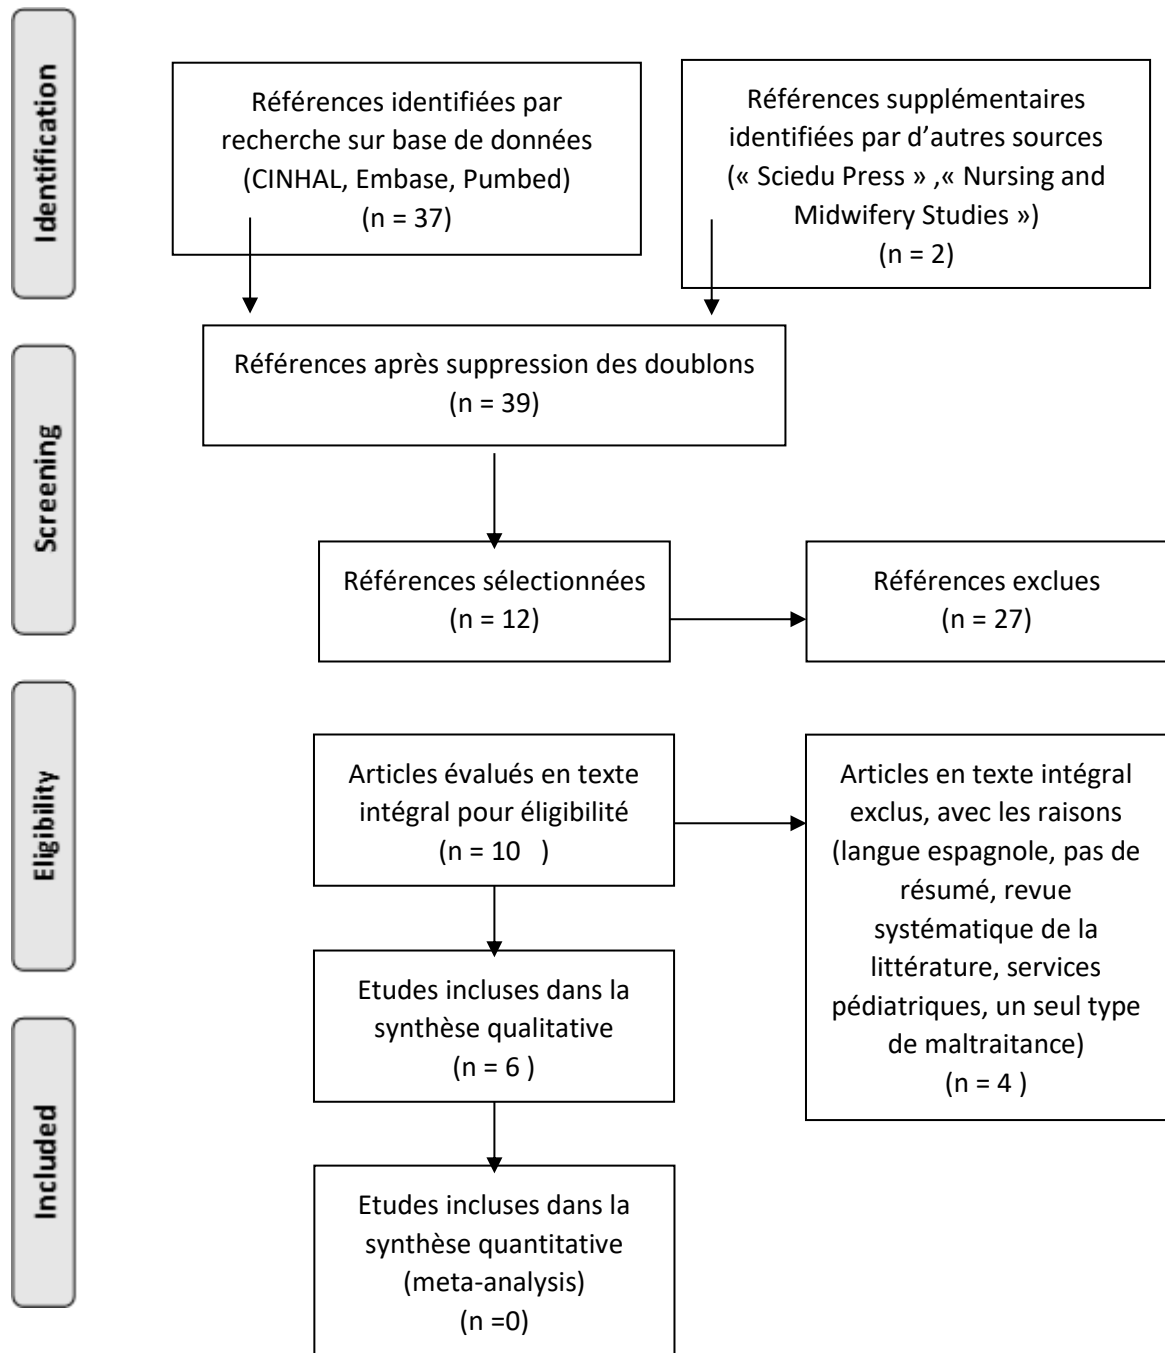 Identification
Références identifiées par
recherche sur base de données
(CINHAL, Embase, Pumbed)
(n = 37)
Références supplémentaires
identifiées par d’autres sources
(« Sciedu Press » ,« Nursing and
Midwifery Studies »)
(n = 2)
Screening
Références après suppression des doublons
(n = 39)
Références sélectionnées
(n = 12)
Références exclues
(n = 27)
Eligibility
Articles évalués en texte
intégral pour éligibilité
(n = 10 )
Articles en texte intégral
exclus, avec les raisons
(langue espagnole, pas de
résumé, revue
systématique de la
littérature, services
pédiatriques, un seul type
de maltraitance)
(n = 4 )
Included
Etudes incluses dans la
synthèse qualitative
(n = 6 )
Etudes incluses dans la
synthèse quantitative
(meta-analysis)
(n =0)